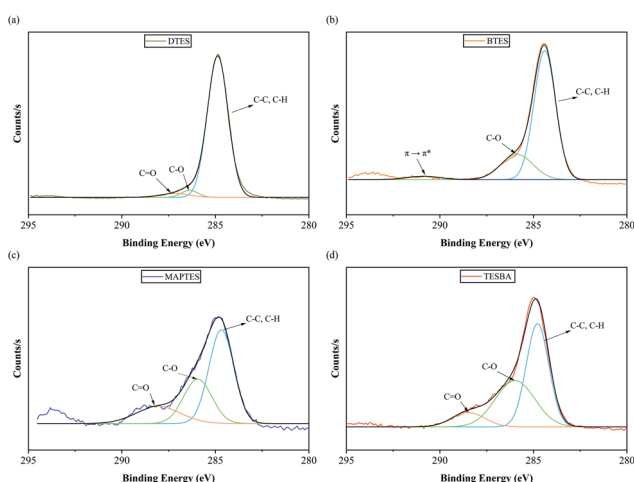 (a)
DTES
C-C, C-H
C-O
C=O
Counts/s
295
290
285
280
Binding Energy (eV)
(b)
BTES
C-C, C-H
C-O
π→π*
Counts/s
295
290
285
280
Binding Energy (eV)
(c)
MAPTES
C-C, C-H
C-O
C=O
Counts/s
295
290
285
280
Binding Energy (eV)
(d)
TESBA
C-C, C-H
C-O
C=O
Counts/s
295
290
285
280
Binding Energy (eV)